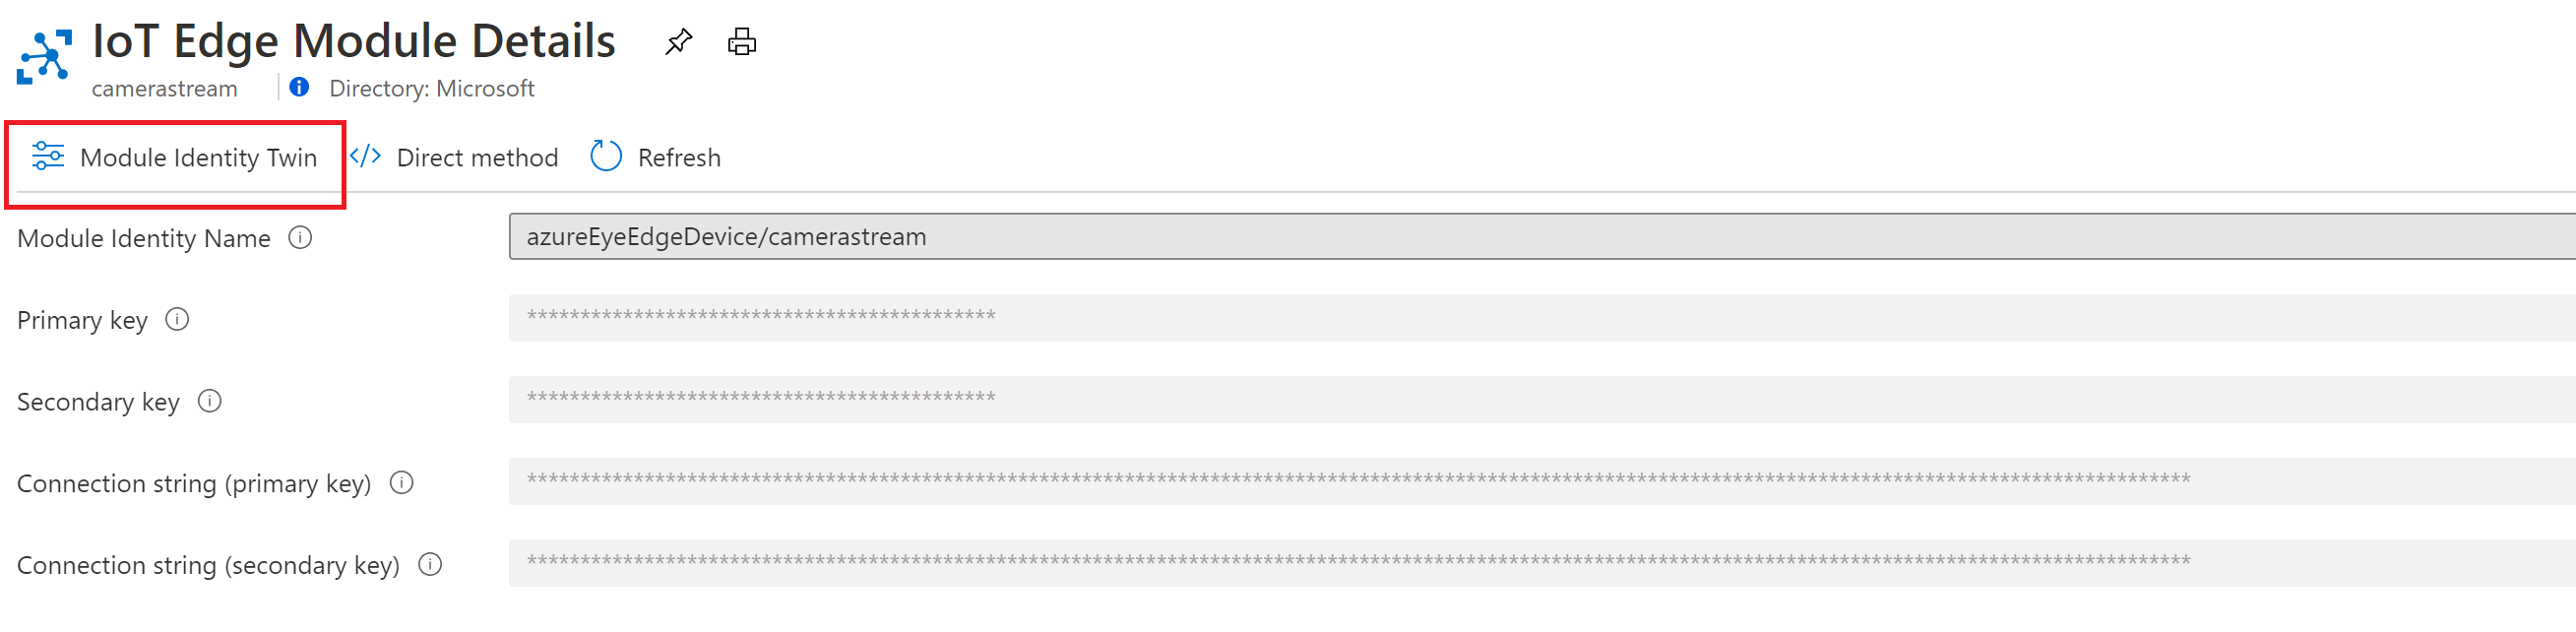 IoT Edge Module Details
camerastream | Directory: Microsoft
Module Identity Twin </> Direct method Refresh
Module Identity Name azureEyeEdgeDevice/camerastream
Primary key ********************************************
Secondary key ********************************************
Connection string (primary key) ************************************************************************************************************************************************************
Connection string (secondary key) ************************************************************************************************************************************************************